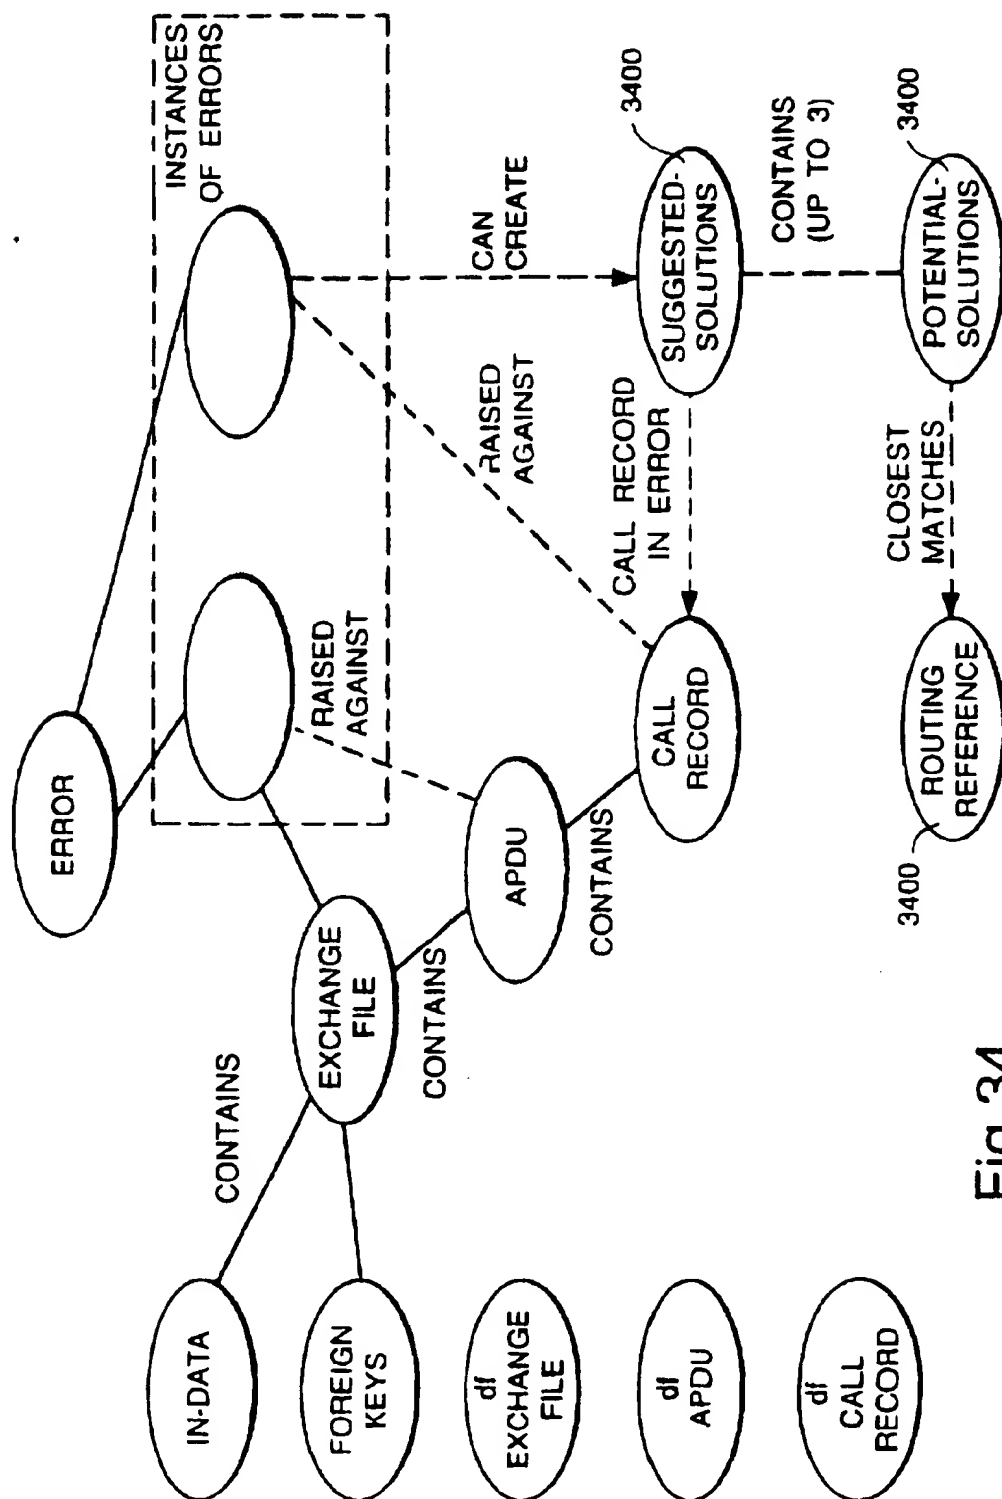 ERROR
INSTANCES
OF ERRORS
IN-DATA
CONTAINS
FOREIGN
KEYS
EXCHANGE
FILE
RAISED
AGAINST
CONTAINS
CAN
CREATE
RAISED
AGAINST
df
EXCHANGE
FILE
APDU
CONTAINS
CALL RECORD
IN ERROR
3400
df
APDU
CALL
RECORD
SUGGESTED-
SOLUTIONS
CONTAINS
(UP TO 3)
df
CALL
RECORD
CLOSEST
MATCHES
3400
3400
ROUTING
REFERENCE
POTENTIAL-
SOLUTIONS
Fig.34